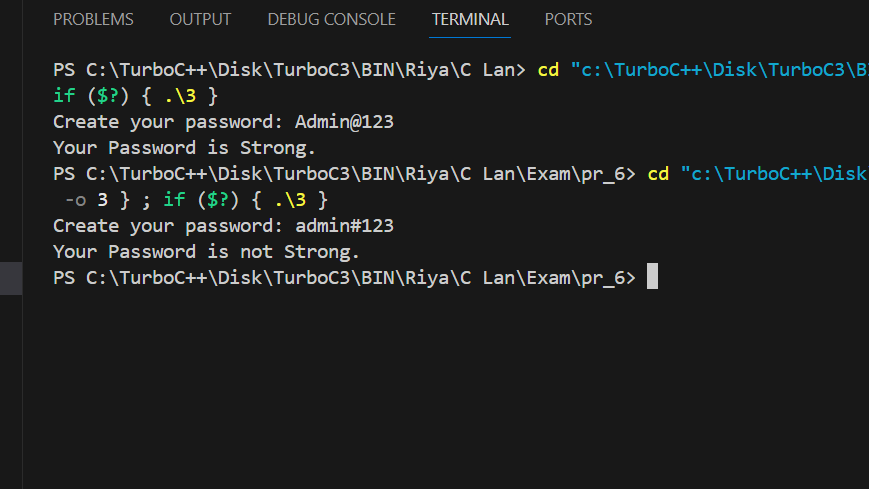 PROBLEMS OUTPUT DEBUG CONSOLE TERMINAL PORTS
PS C:\TurboC++\Disk\TurboC3\BIN\Riya\C Lan> cd "c:\TurboC++\Disk\TurboC3\B
if ($?) { .\3 }
Create your password: Admin@123
Your Password is Strong.
PS C:\TurboC++\Disk\TurboC3\BIN\Riya\C Lan\Exam\pr_6> cd "c:\TurboC++\Disk
-o 3 } ; if ($?) { .\3 }
Create your password: admin#123
Your Password is not Strong.
PS C:\TurboC++\Disk\TurboC3\BIN\Riya\C Lan\Exam\pr_6>